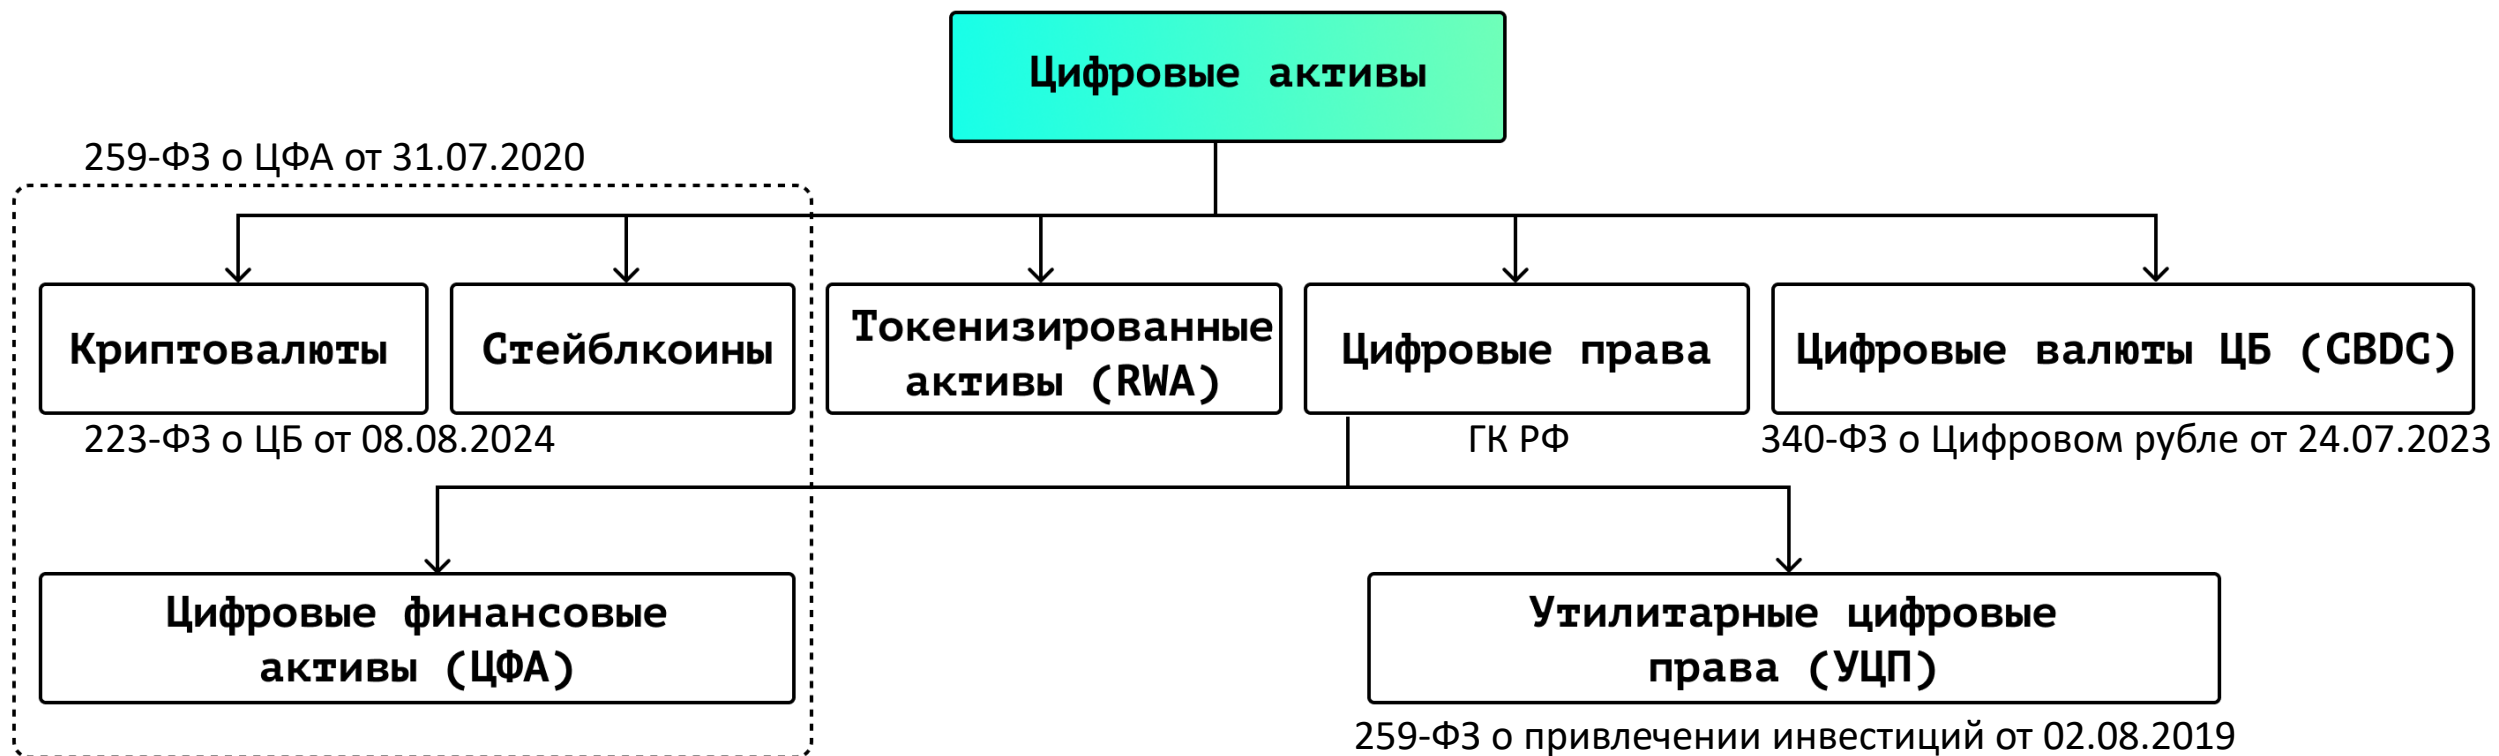 Цифровые активы
259-ФЗ о ЦФА от 31.07.2020
Криптовалюты
Стейблкоины
Токенизированные
активы (RWA)
Цифровые права
Цифровые валюты ЦБ (CBDC)
223-ФЗ о ЦБ от 08.08.2024
ГК РФ
340-ФЗ о Цифровом рубле от 24.07.2023
Цифровые финансовые
активы (ЦФА)
Утилитарные цифровые
права (УЦП)
259-ФЗ о привлечении инвестиций от 02.08.2019